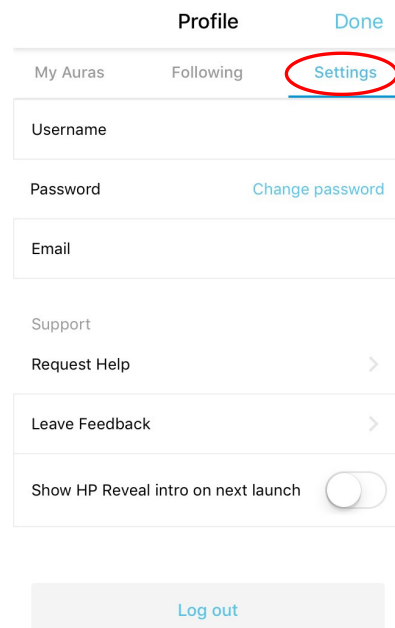 Profile Done
My Auras Following Settings
Username
Password Change password
Email
Support
Request Help
Leave Feedback
Show HP Reveal intro on next launch
Log out